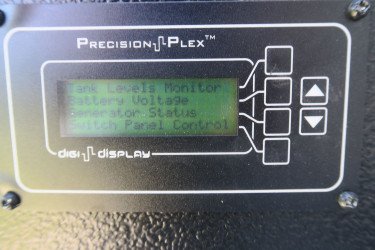 PRECISION PLEX™
Tank Levels Monitor
Battery Voltage
Generator Status
Switch Panel Control
DIGI DISPLAY